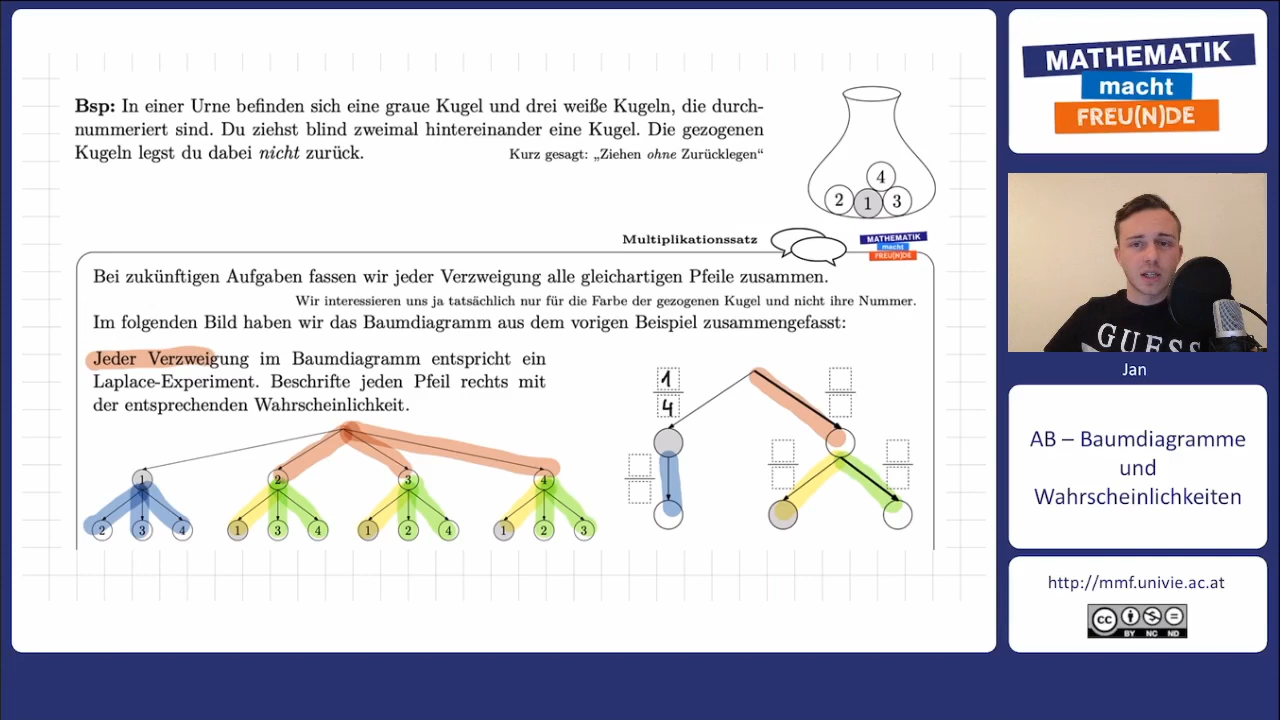 Bsp: In einer Urne befinden sich eine graue Kugel und drei weiße Kugeln, die durch-
nummeriert sind. Du ziehst blind zweimal hintereinander eine Kugel. Die gezogenen
Kugeln legst du dabei nicht zurück.
Kurz gesagt: „Ziehen ohne Zurücklegen“
4
2 1 3
Multiplikationssatz
MATHEMATIK
macht
FREU(N)DE
Bei zukünftigen Aufgaben fassen wir jeder Verzweigung alle gleichartigen Pfeile zusammen.
Wir interessieren uns ja tatsächlich nur für die Farbe der gezogenen Kugel und nicht ihre Nummer.
Im folgenden Bild haben wir das Baumdiagramm aus dem vorigen Beispiel zusammengefasst:
Jeder Verzweigung im Baumdiagramm entspricht ein
Laplace-Experiment. Beschrifte jeden Pfeil rechts mit
der entsprechenden Wahrscheinlichkeit.
1 2 3 4
2 3 4 1 3 4 1 2 4 1 2 3
1
4
MATHEMATIK
macht
FREU(N)DE
GUESS
Jan
AB – Baumdiagramme
und
Wahrscheinlichkeiten
http://mmf.univie.ac.at
cc
BY NC ND